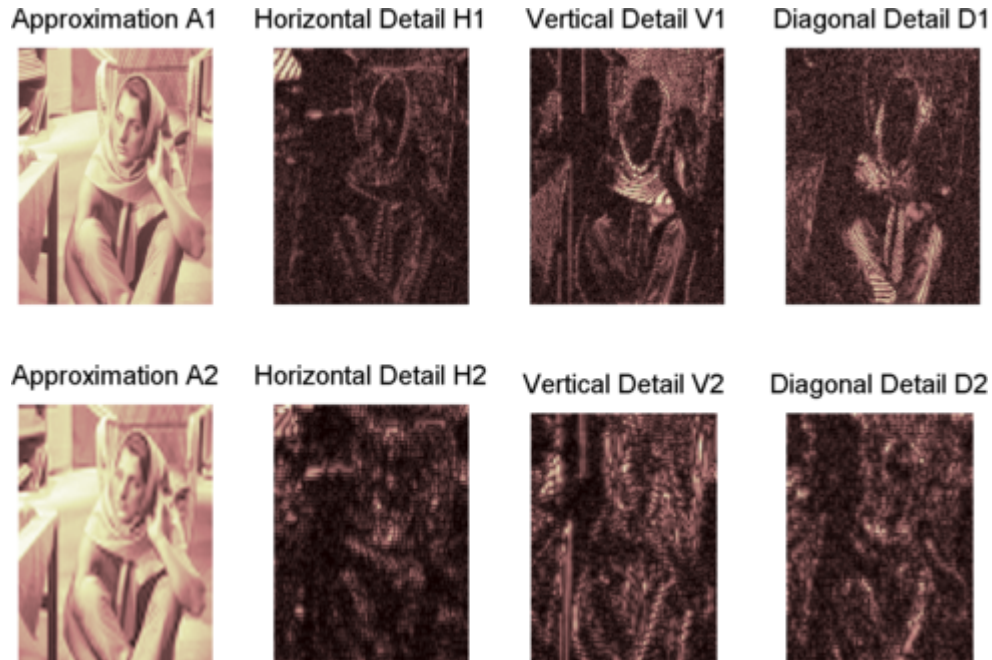 Approximation A1
Horizontal Detail H1
Vertical Detail V1
Diagonal Detail D1
Approximation A2
Horizontal Detail H2
Vertical Detail V2
Diagonal Detail D2